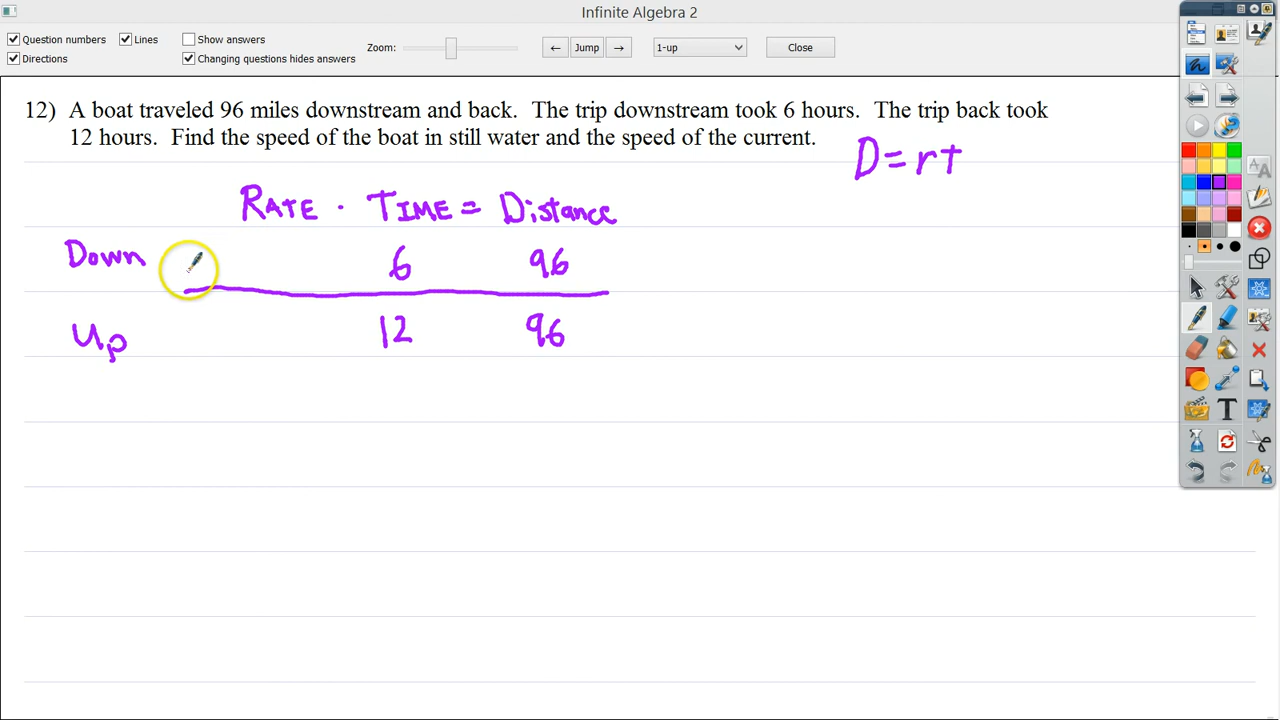 Infinite Algebra 2
Question numbers Lines Show answers
Directions Changing questions hides answers
Zoom: ← Jump → 1-up Close
12) A boat traveled 96 miles downstream and back. The trip downstream took 6 hours. The trip back took
12 hours. Find the speed of the boat in still water and the speed of the current.
D = rt
RATE · TIME = Distance
Down 6 96
Up 12 96